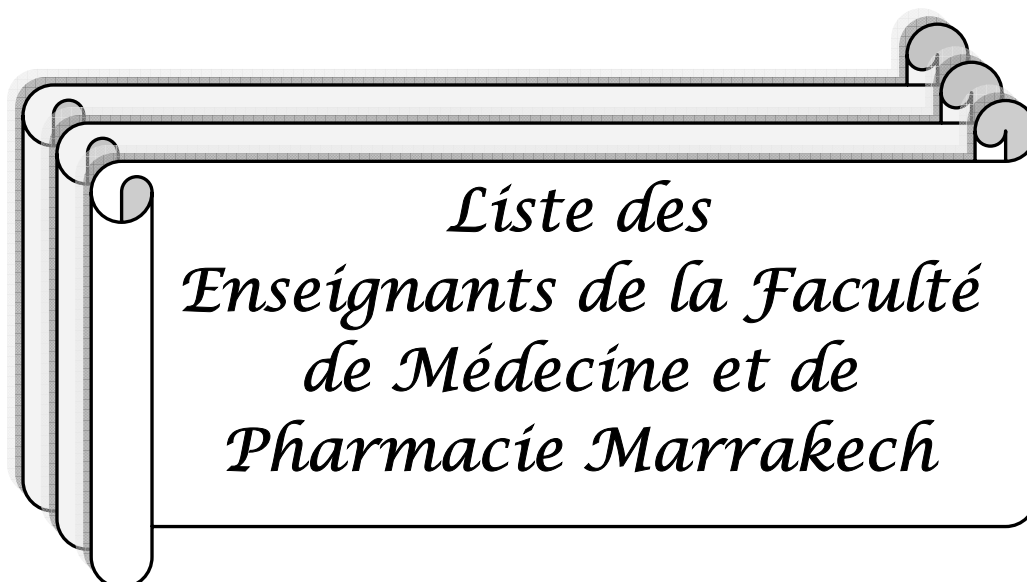 Liste des
Enseignants de la Faculté
de Médecine et de
Pharmacie Marrakech